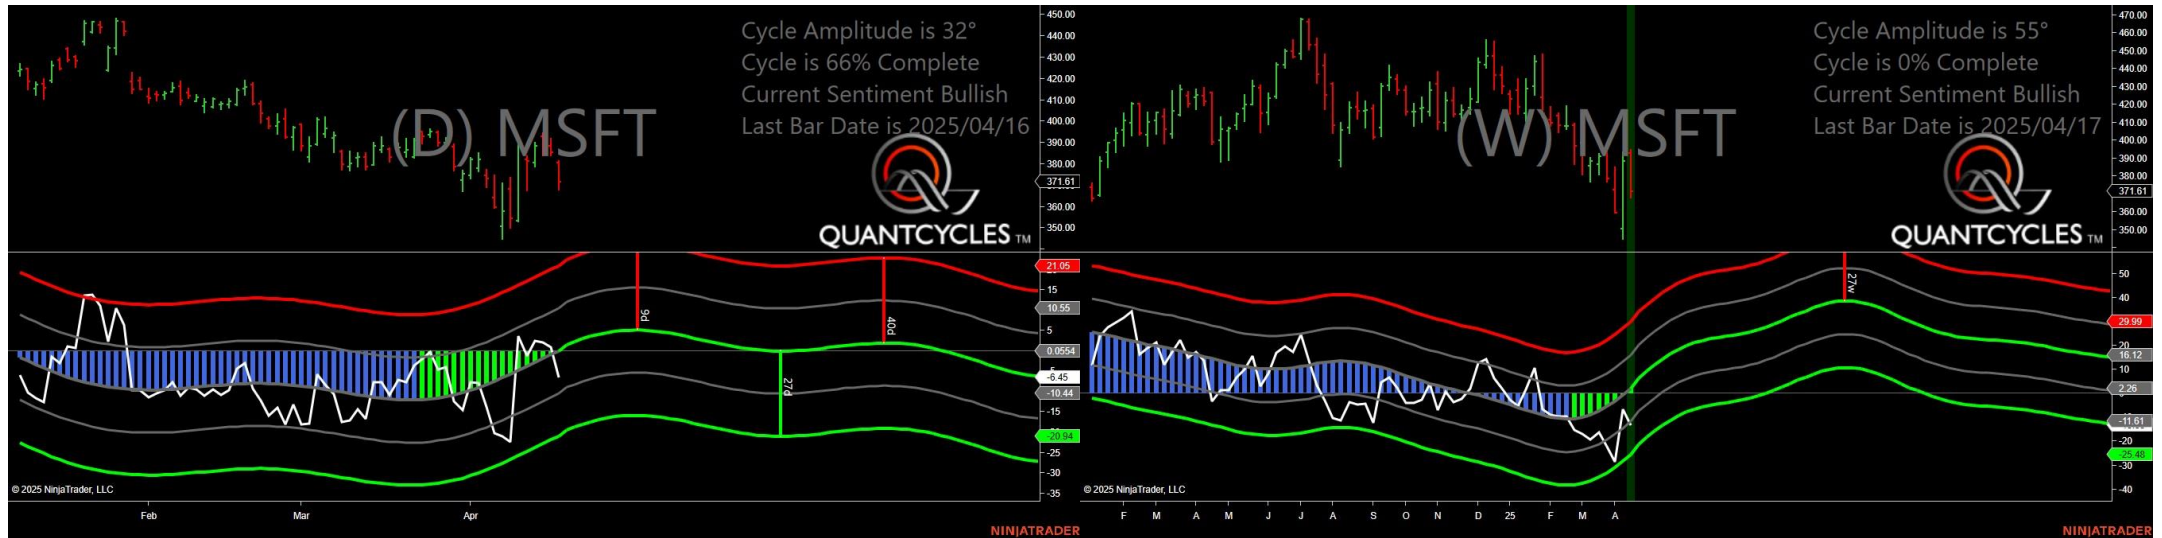 Cycle Amplitude is 32°
Cycle is 66% Complete
Current Sentiment Bullish
Last Bar Date is 2025/04/16
(D) MSFT
QUANTCYCLES TM
450.00
440.00
430.00
420.00
410.00
400.00
390.00
380.00
371.61
360.00
350.00
9d
40d
27d
21.05
15
10.55
5
0.0554
-6.45
-10.44
-15
-20.94
-25
-30
-35
© 2025 NinjaTrader, LLC
Feb
Mar
Apr
NINJATRADER
Cycle Amplitude is 55°
Cycle is 0% Complete
Current Sentiment Bullish
Last Bar Date is 2025/04/17
(W) MSFT
QUANTCYCLES TM
470.00
460.00
450.00
440.00
430.00
420.00
410.00
400.00
390.00
380.00
371.61
360.00
350.00
27w
50
40
29.99
20
16.12
10
2.26
-11.61
-20
-25.48
-30
-40
© 2025 NinjaTrader, LLC
F M A M J J A S O N D 25 F M A
NINJATRADER